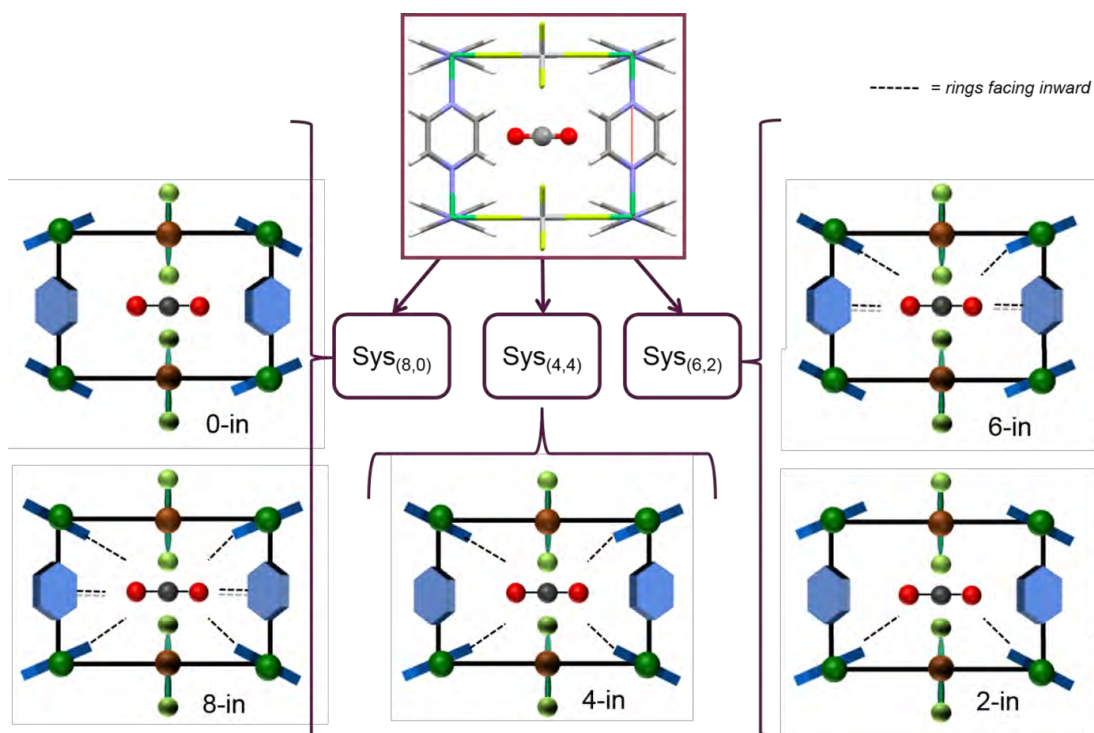 = rings facing inward
Sys(8,0)
Sys(4,4)
Sys(6,2)
0-in
6-in
8-in
4-in
2-in